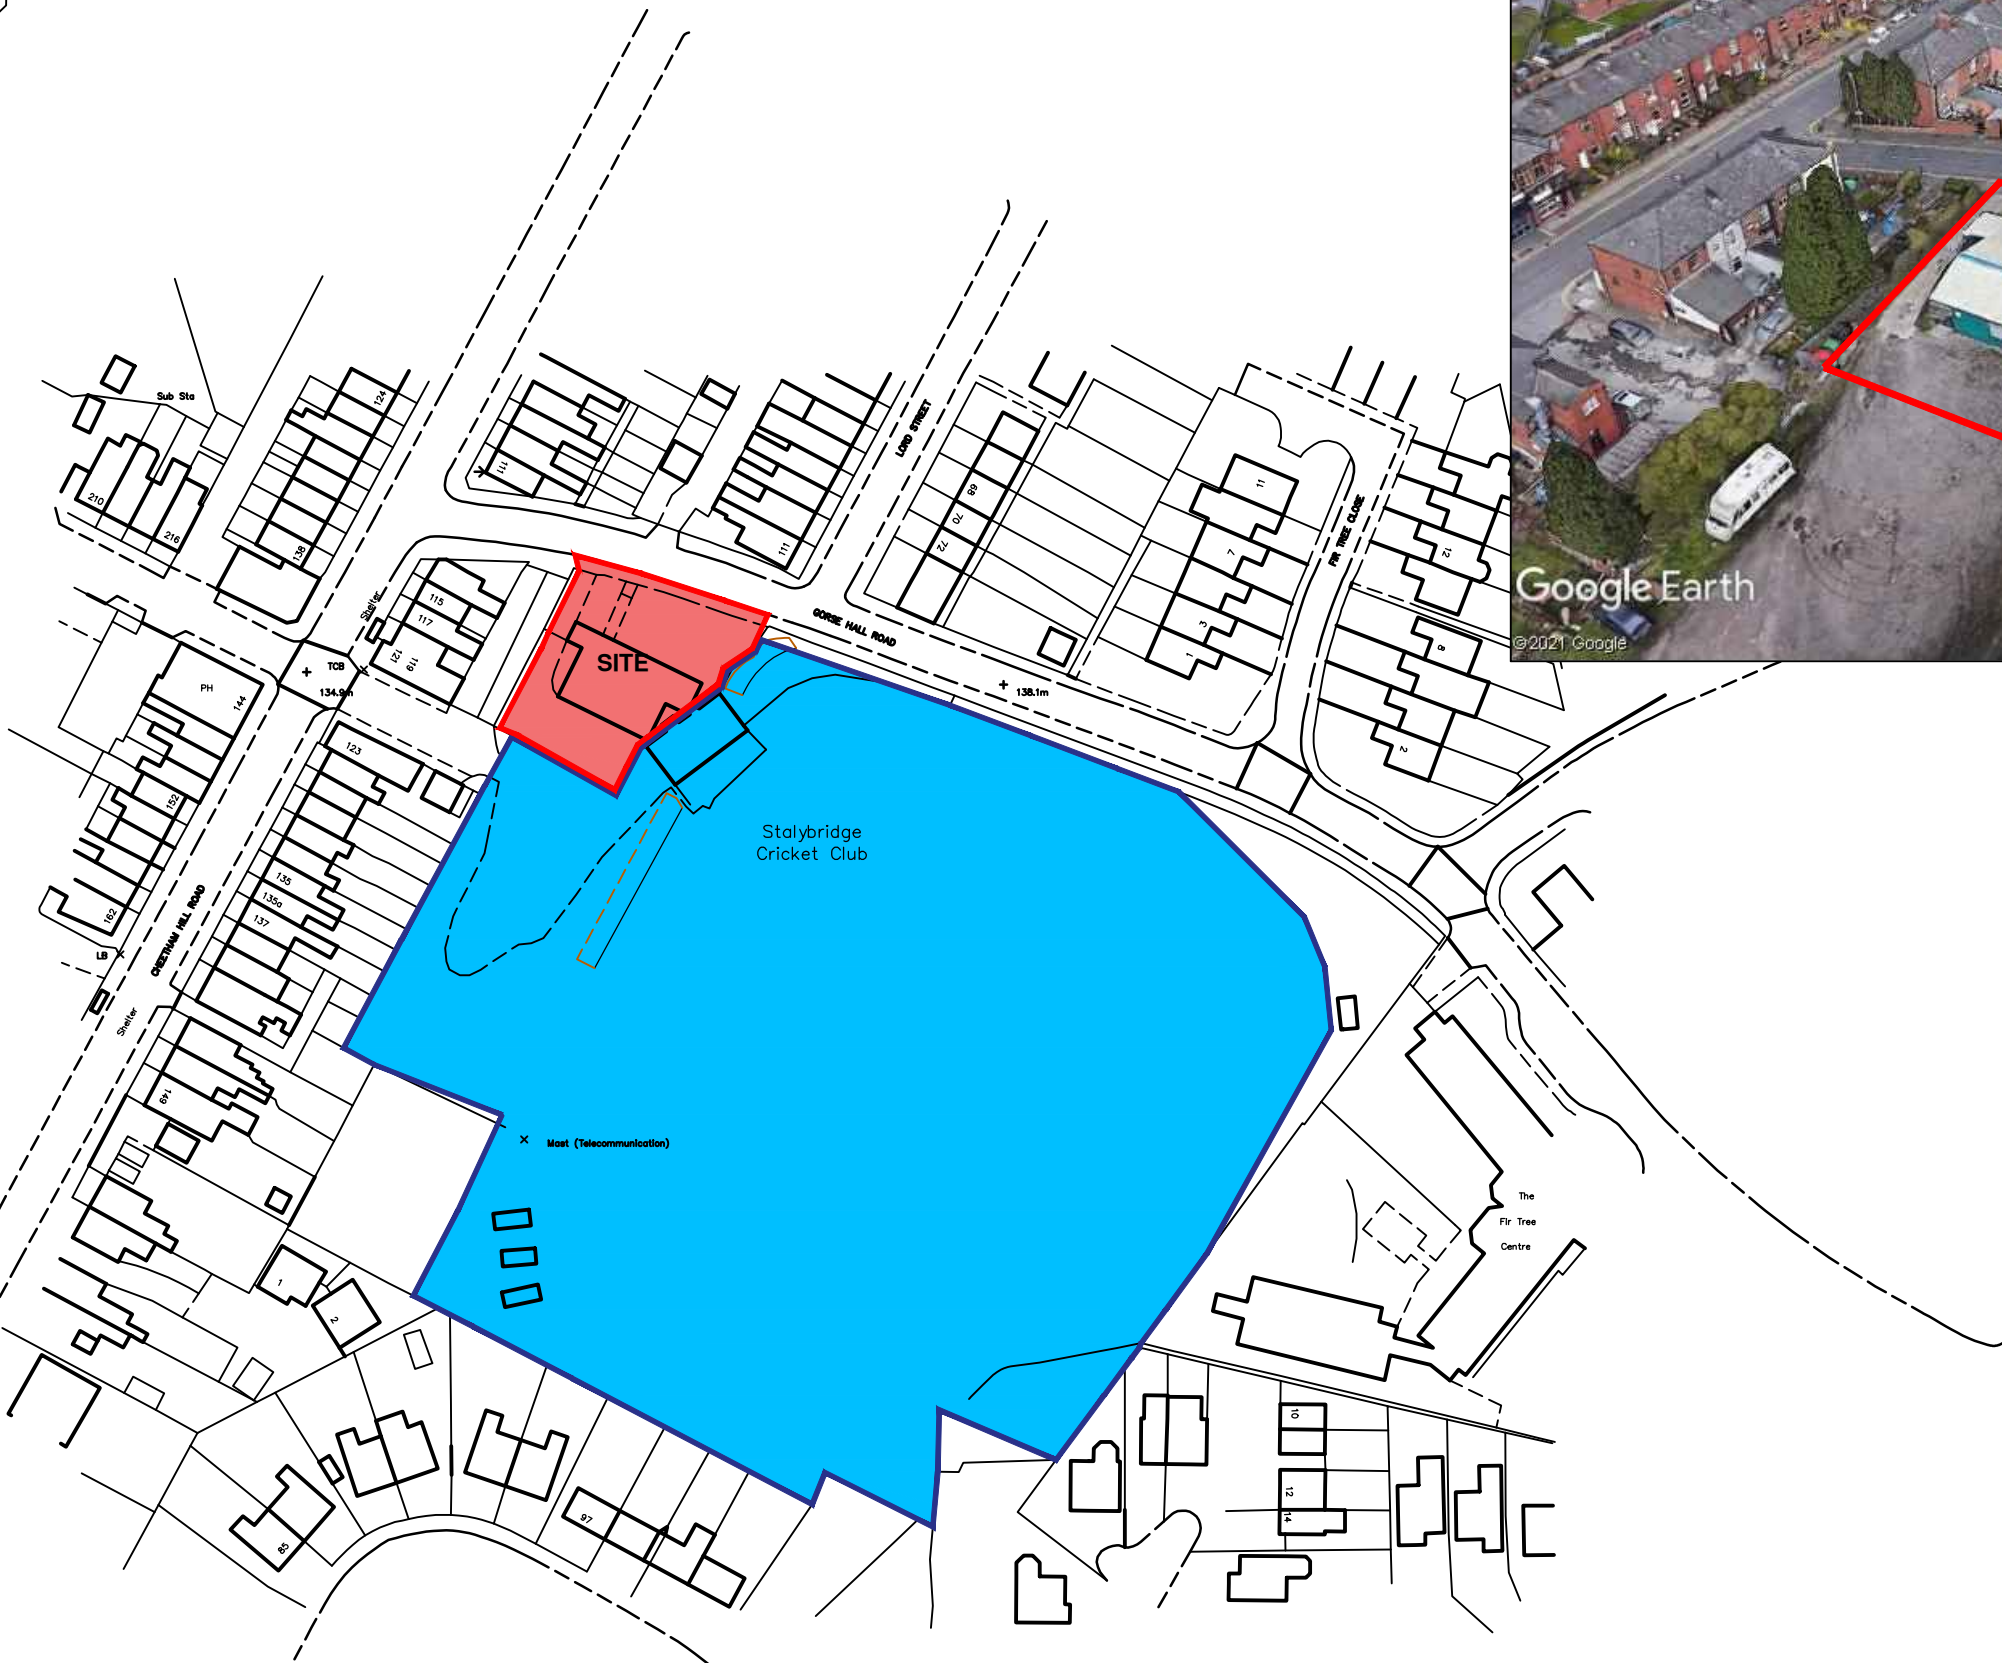 Sub Sta
124
210
216
138
111
111
LORD STREET
68
70
72
11
7
3
1
FIR TREE CLOSE
12
8
2
Shelter
115
117
119
121
TCB
134.9m
SITE
GORSE HALL ROAD
138.1m
PH
144
123
152
135
135a
137
162
LB
CHEETHAM HILL ROAD
Shelter
149
Stalybridge
Cricket Club
Mast (Telecommunication)
The
Fir Tree
Centre
1
2
85
97
10
12
14
Google Earth
©2021 Google